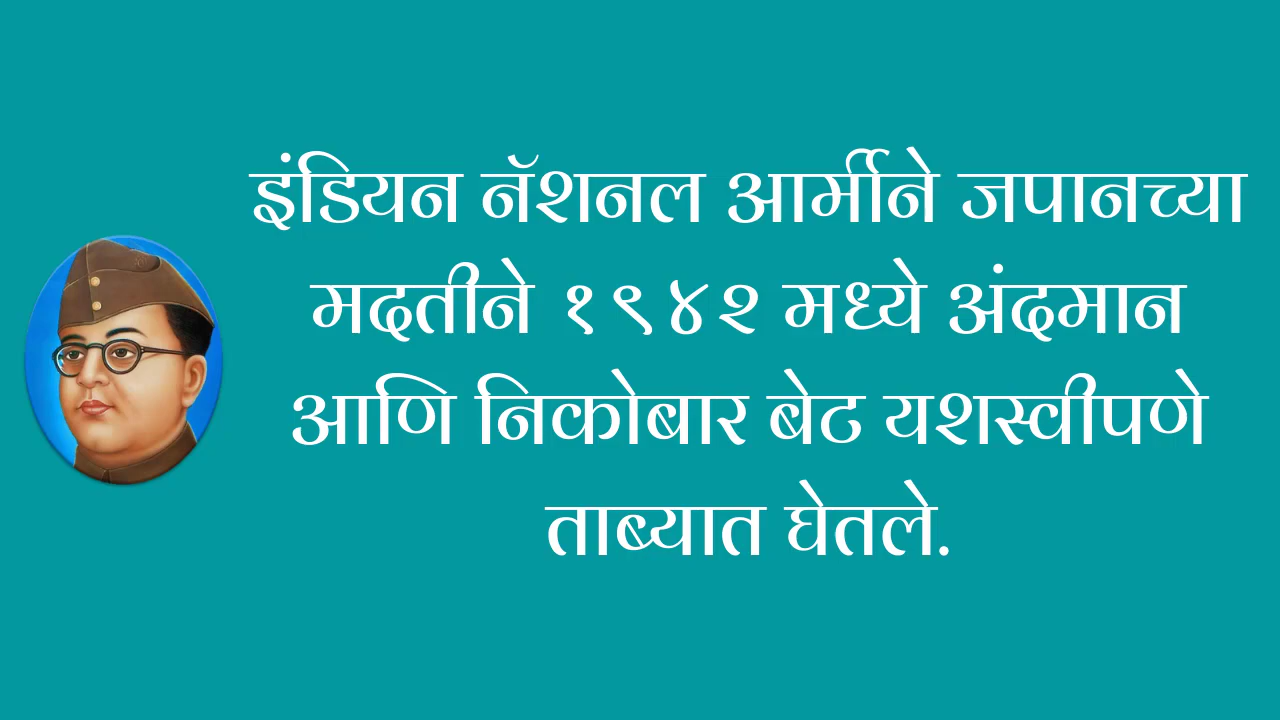 इंडियन नॅशनल आर्मीने जपानच्या
मदतीने १९४२ मध्ये अंदमान
आणि निकोबार बेट यशस्वीपणे
ताब्यात घेतले.